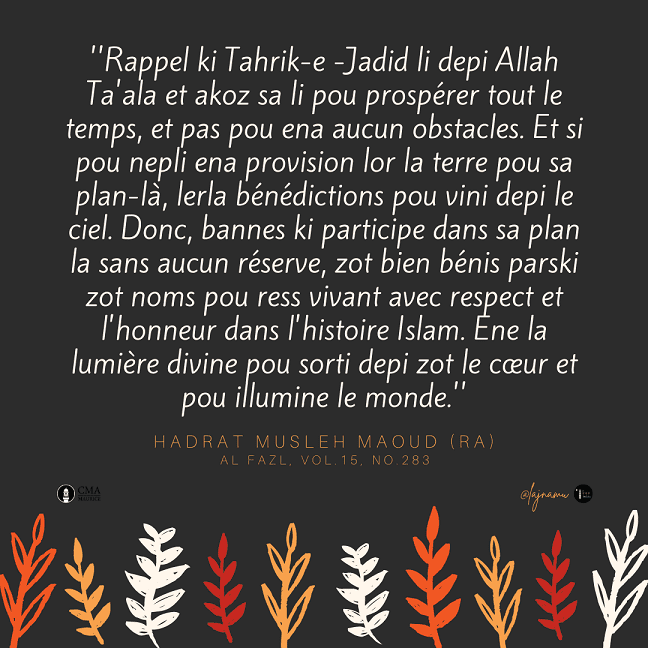 "Rappel ki Tahrik-e -Jadid li depi Allah
Ta'ala et akoz sa li pou prospérer tout le
temps, et pas pou ena aucun obstacles. Et si
pou nepli ena provision lor la terre pou sa
plan-là, lerla bénédictions pou vini depi le
ciel. Donc, bannes ki participe dans sa plan
la sans aucun réserve, zot bien bénis parski
zot noms pou ress vivant avec respect et
l'honneur dans l'histoire Islam. Ene la
lumière divine pou sorti depi zot le cœur et
pou illumine le monde."
HADRAT MUSLEH MAOUD (RA)
AL FAZL, VOL.15, NO.283
CMA
MAURICE
@lajnamu